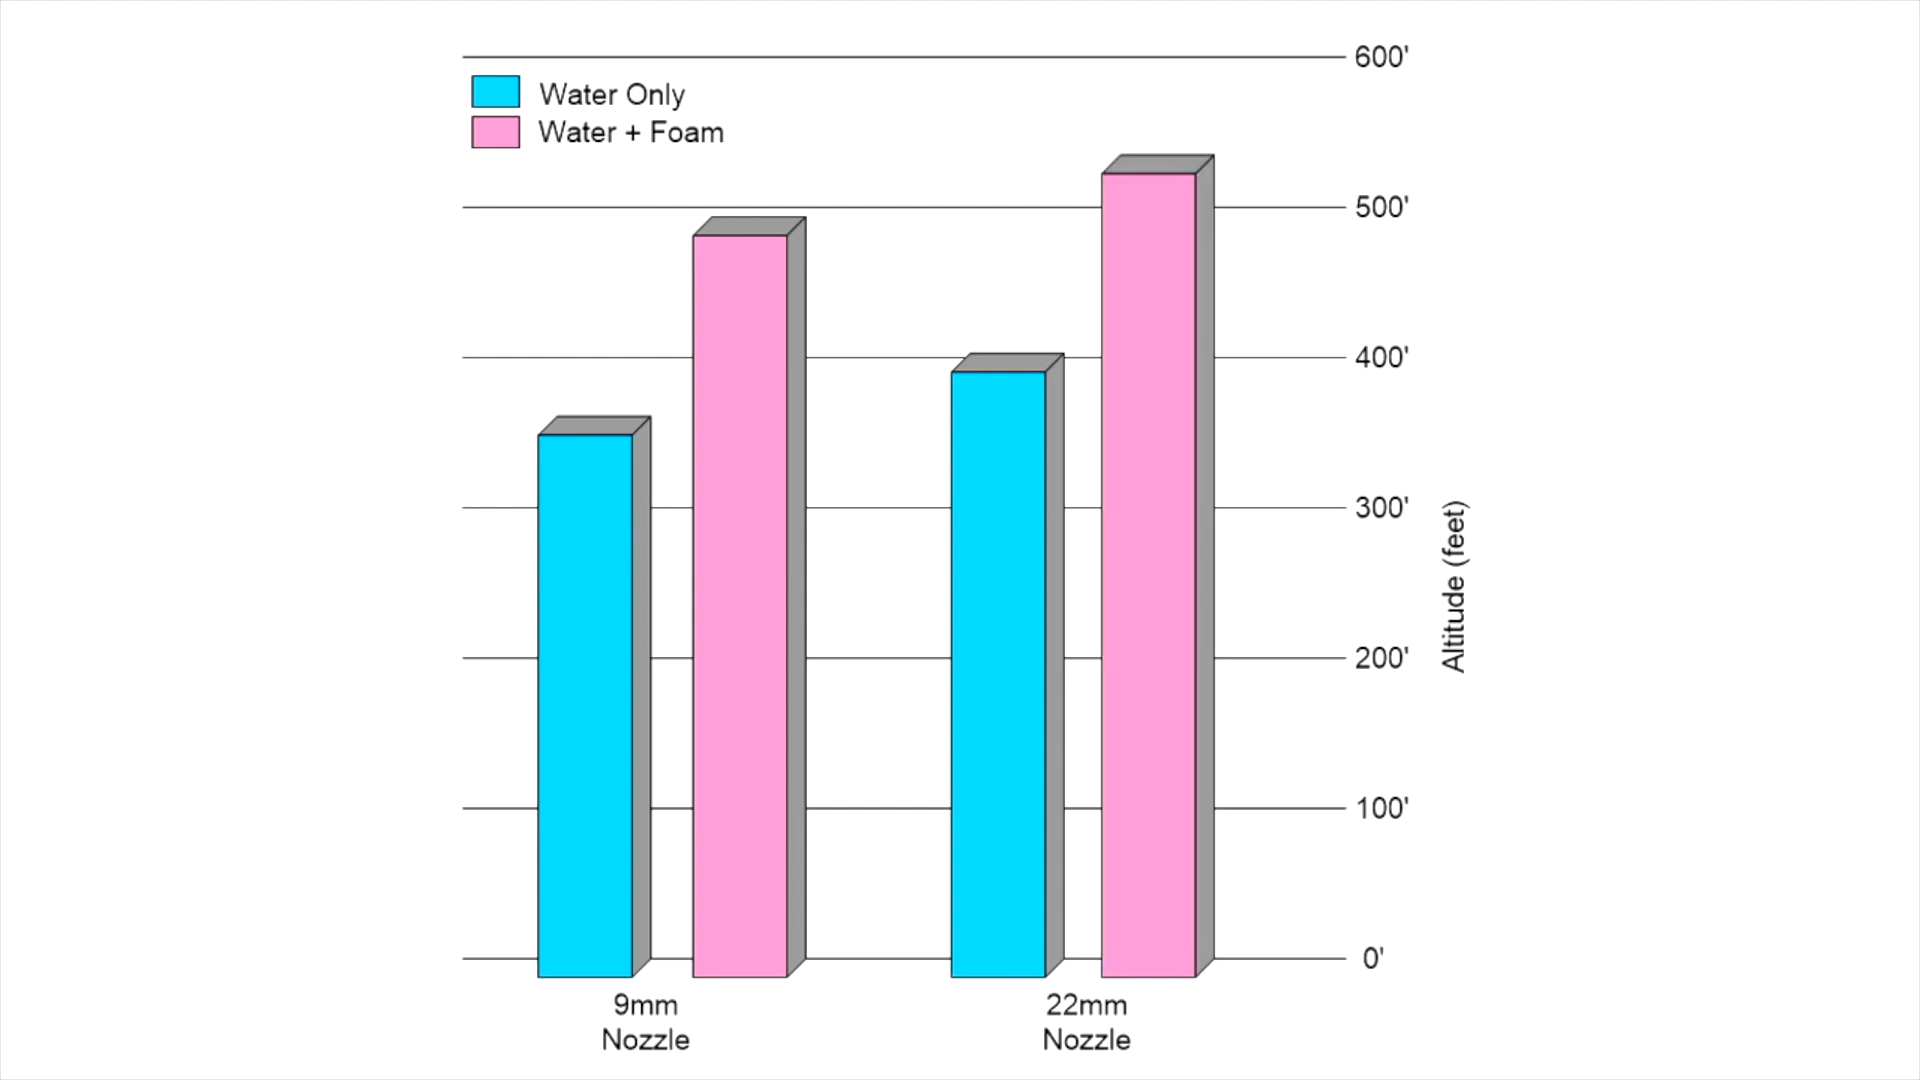 600'
Water Only
Water + Foam
500'
400'
300'
Altitude (feet)
200'
100'
0'
9mm
Nozzle
22mm
Nozzle